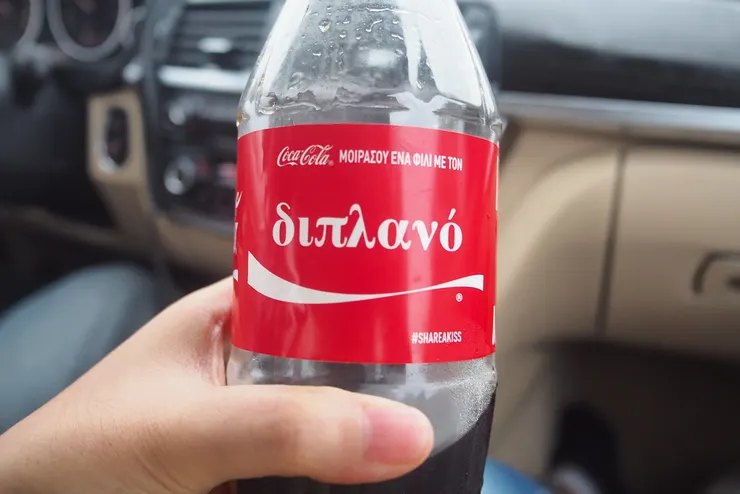 Coca-Cola® ΜΟΙΡΑΣΟΥ ΕΝΑ ΦΙΛΙ ΜΕ ΤΟΝ
διπλανό
®
#SHAREAKISS